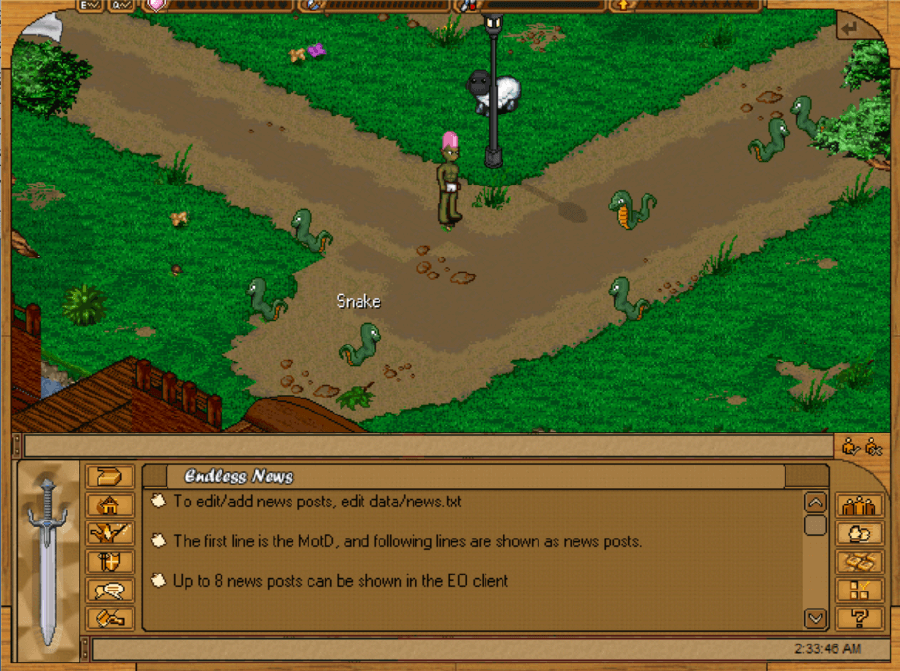 Snake
Endless News
To edit/add news posts, edit data/news.txt
The first line is the MotD, and following lines are shown as news posts.
Up to 8 news posts can be shown in the EO client
2:33:46 AM